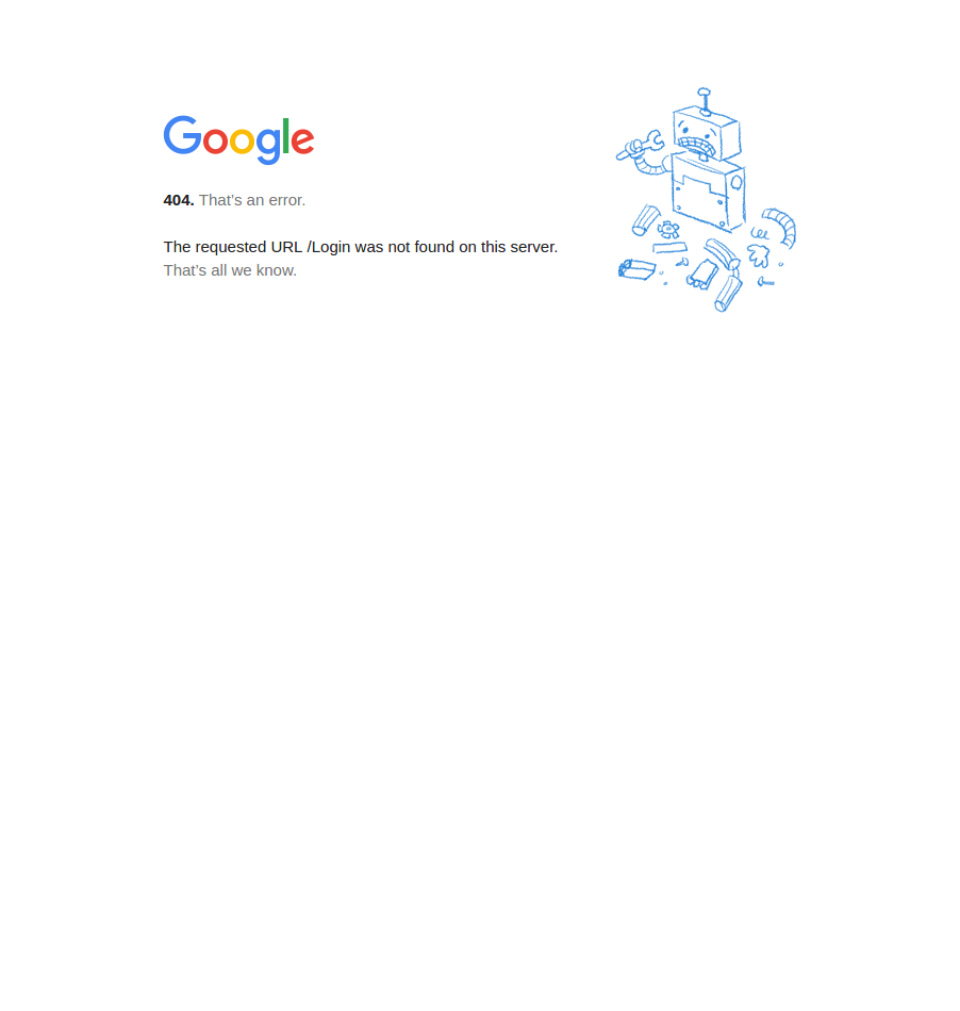 Google
404. That’s an error.
The requested URL /Login was not found on this server.
That’s all we know.